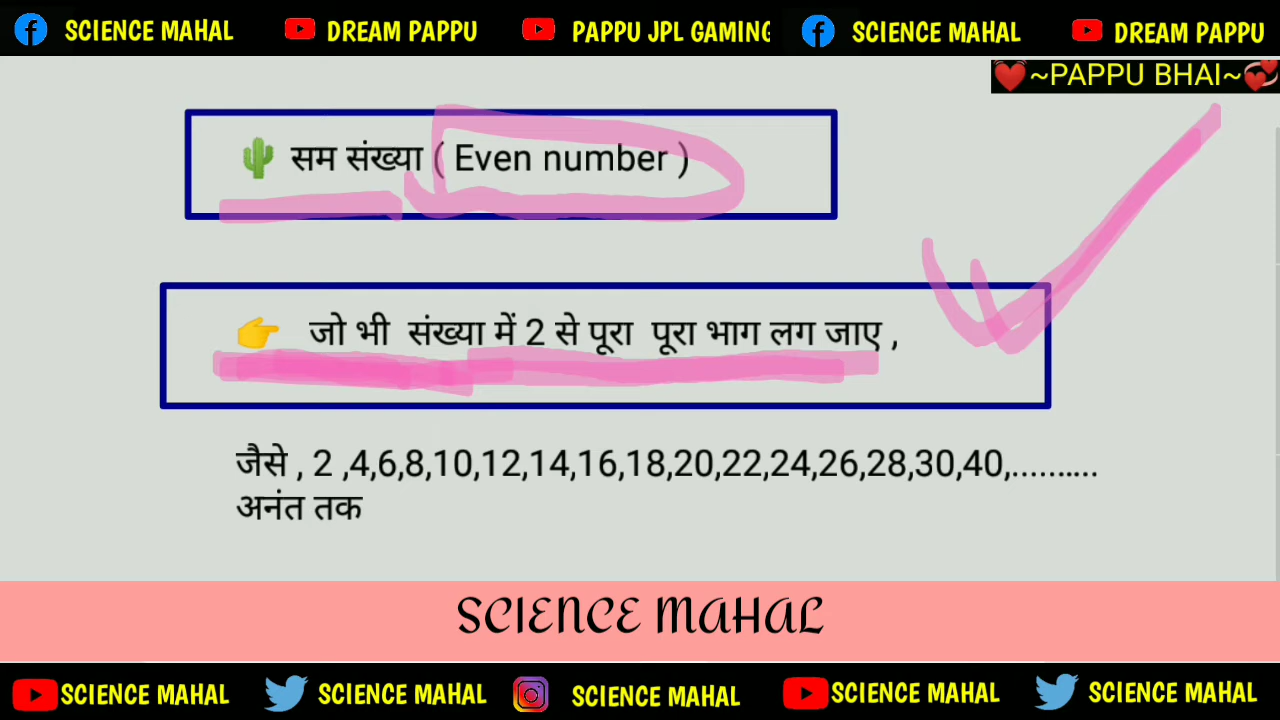 SCIENCE MAHAL DREAM PAPPU PAPPU JPL GAMING SCIENCE MAHAL DREAM PAPPU
~PAPPU BHAI~
सम संख्या ( Even number )
जो भी संख्या में 2 से पूरा पूरा भाग लग जाए ,
जैसे , 2 ,4,6,8,10,12,14,16,18,20,22,24,26,28,30,40,..........
अनंत तक
SCIENCE MAHAL
SCIENCE MAHAL SCIENCE MAHAL SCIENCE MAHAL SCIENCE MAHAL SCIENCE MAHAL